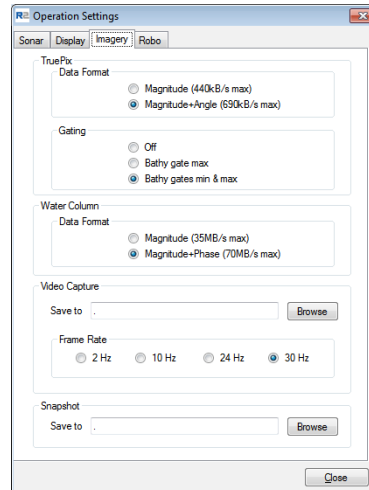 R2 Operation Settings
Sonar Display Imagery Robo
TruePix
Data Format
Magnitude (440kB/s max)
Magnitude+Angle (690kB/s max)
Gating
Off
Bathy gate max
Bathy gates min & max
Water Column
Data Format
Magnitude (35MB/s max)
Magnitude+Phase (70MB/s max)
Video Capture
Save to . Browse
Frame Rate
2 Hz 10 Hz 24 Hz 30 Hz
Snapshot
Save to . Browse
Close